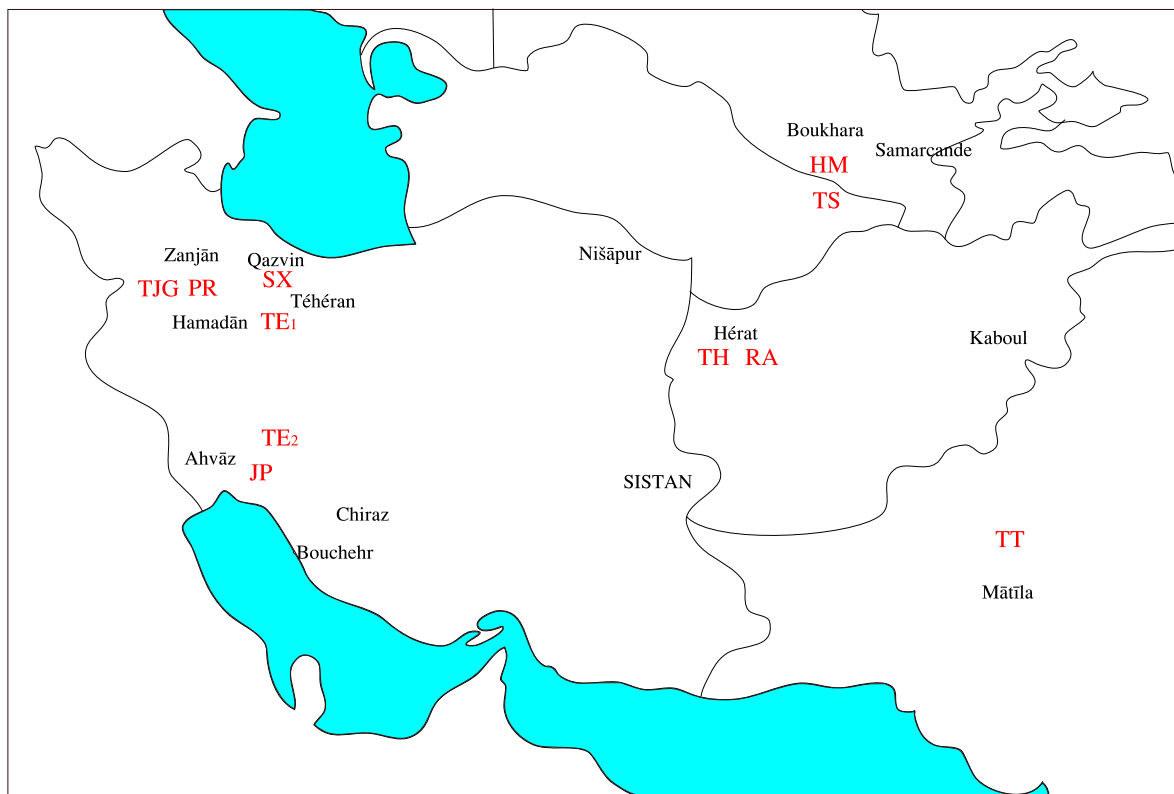 Boukhara
Samarcande
HM
TS
Zanjān
Qazvin
Nišāpur
TJG PR
SX
Téhéran
Hamadān
TE1
Hérat
Kaboul
TH RA
TE2
Ahvāz
JP
SISTAN
Chiraz
Bouchehr
TT
Mātīla